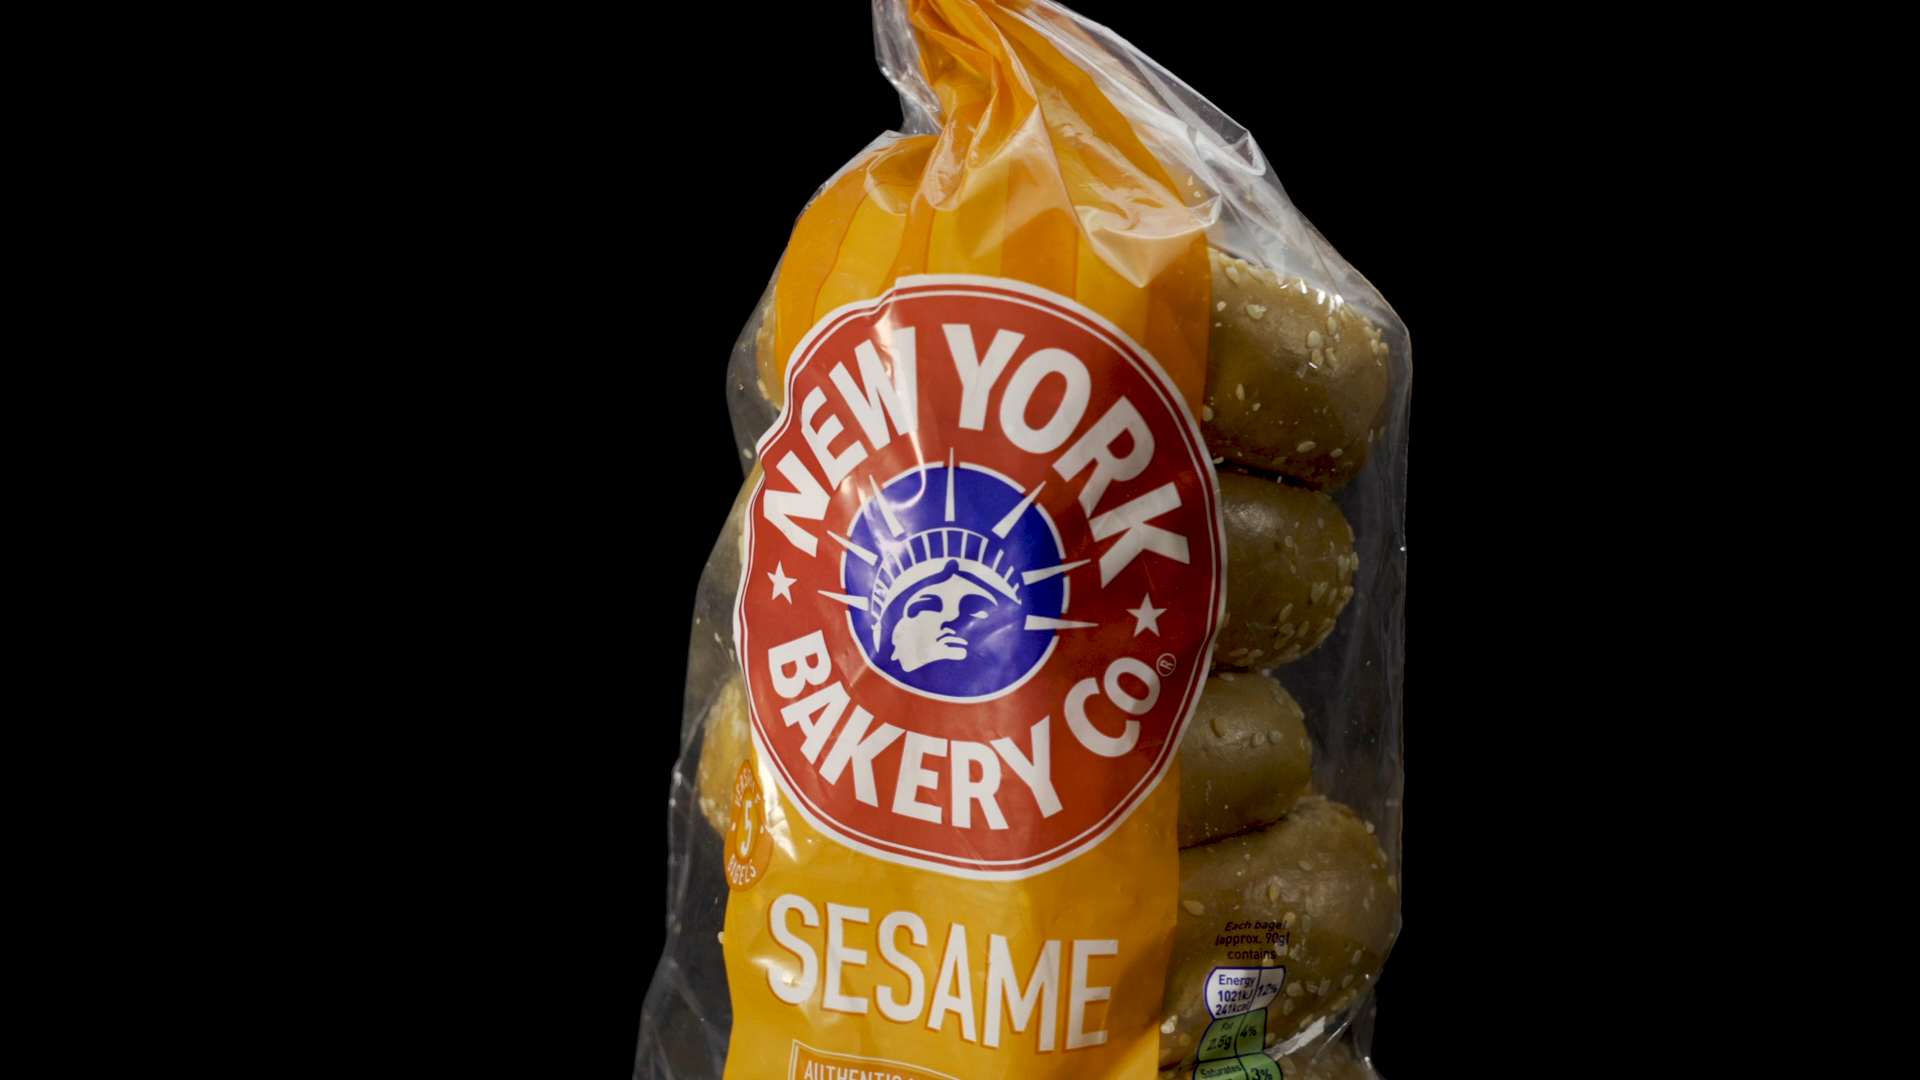 NEW YORK
BAKERY CO®
5
BAGELS
SESAME
AUTHENTIC
Each bagel
(approx. 90g)
contains
Energy
1021kJ
241kcal
12%
Fat
2.5g
4%
Saturates
3%